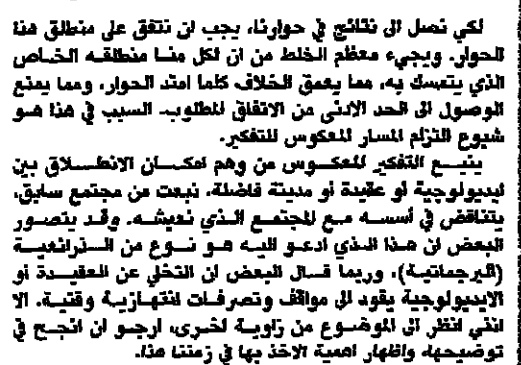 لكي نصل الى نتائج في حوارنا، يجب ان نتفق على منطلق هذا
الحوار. ويجيء معظم الخلط من ان لكل منا منطلقه الخاص
الذي يتمسك به، مما يعمق الخلاف كلما امتد الحوار، ومما يمنع
الوصول الى الحد الادنى من الاتفاق المطلوب. السبب في هذا هو
شيوع التزام المسار المعكوس للتفكير.
ينبع التفكير المعكوس من وهم امكان الانطلاق بين
ايديولوجية او عقيدة أو مدينة فاضلة، نبعت من مجتمع سابق،
يتناقض في أسسه مع المجتمع الذي نعيشه. وقد يتصور
البعض ان هذا الذي ادعو اليه هو نوع من الذرائعية
(البرجماتية)، وربما قال البعض ان التخلي عن العقيدة أو
الايديولوجية يقود الى مواقف وتصرفات انتهازية وقتية. الا
انني انظر الى الموضوع من زاوية اخرى، ارجو ان انجح في
توضيحها، واظهار اهمية الاخذ بها في زمننا هذا.